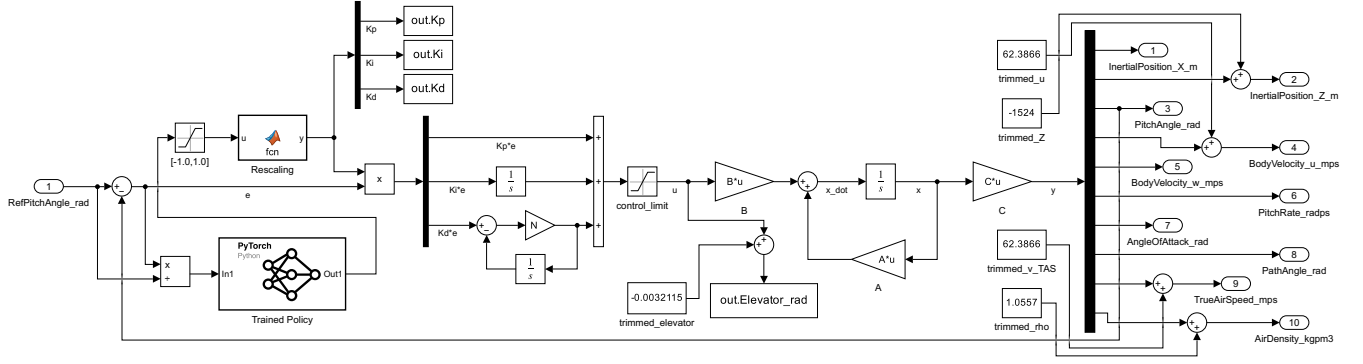 out.Kp
Kp
out.Ki
Ki
out.Kd
Kd
[-1.0,1.0]
u
fcn
y
Rescaling
1
RefPitchAngle_rad
+
−
e
x
÷
PyTorch
Python
In1
Out1
Trained Policy
x
Kp*e
Ki*e
Kd*e
1
s
+
−
N
1
s
+
+
+
control_limit
u
B*u
B
+
+
x_dot
1
s
x
A*u
A
C*u
C
y
+
+
-0.0032115
trimmed_elevator
out.Elevator_rad
62.3866
trimmed_u
-1524
trimmed_Z
62.3866
trimmed_v_TAS
1.0557
trimmed_rho
1
InertialPosition_X_m
+
+
2
InertialPosition_Z_m
3
PitchAngle_rad
+
+
4
BodyVelocity_u_mps
5
BodyVelocity_w_mps
6
PitchRate_radps
7
AngleOfAttack_rad
8
PathAngle_rad
+
+
9
TrueAirSpeed_mps
+
+
10
AirDensity_kgpm3